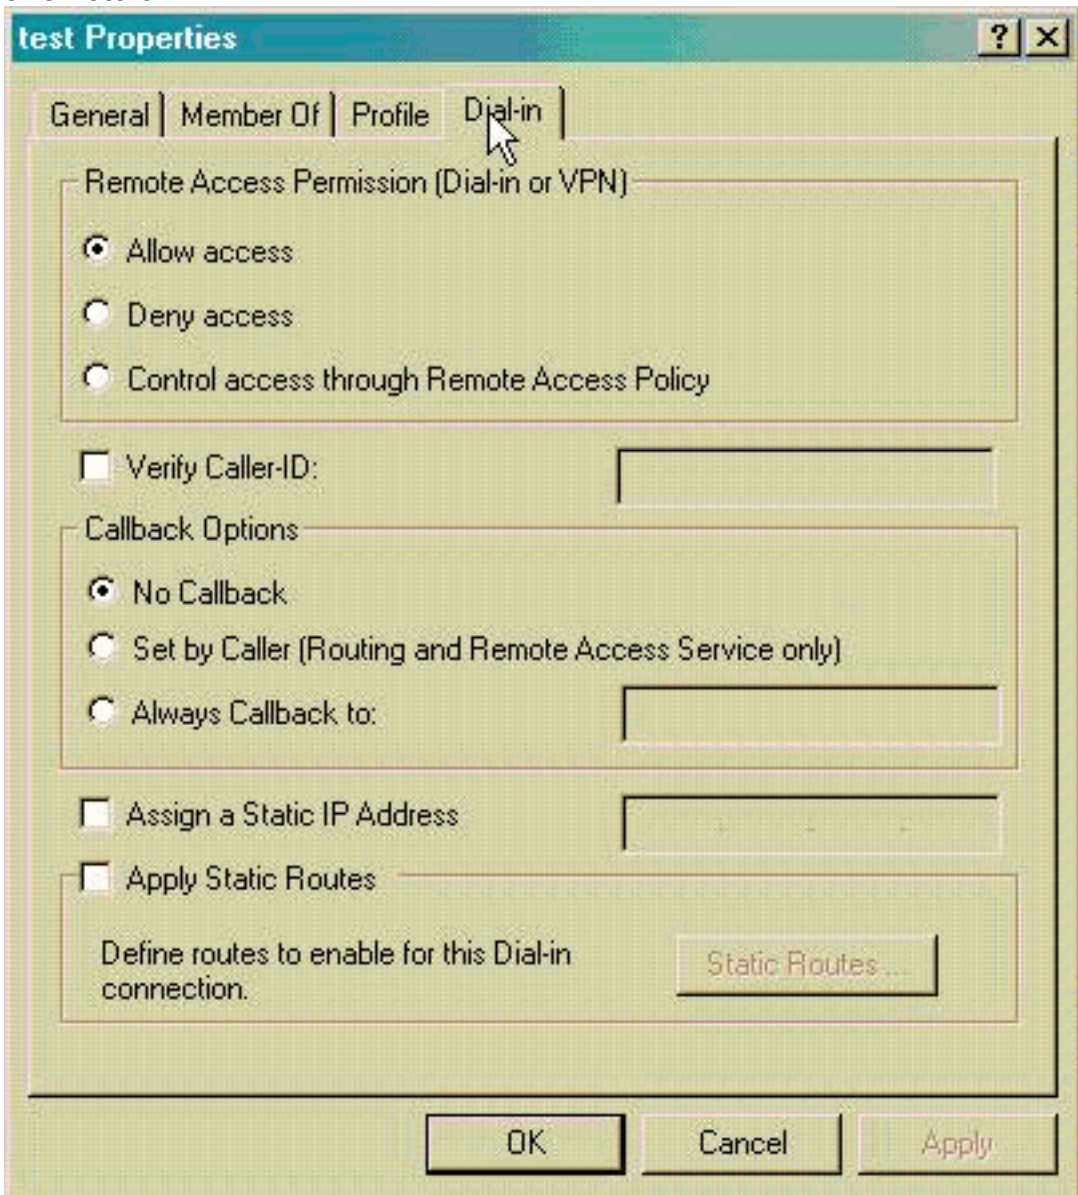 test Properties
General Member Of Profile Dial-in
Remote Access Permission (Dial-in or VPN)
Allow access
Deny access
Control access through Remote Access Policy
Verify Caller-ID:
Callback Options
No Callback
Set by Caller (Routing and Remote Access Service only)
Always Callback to:
Assign a Static IP Address
Apply Static Routes
Define routes to enable for this Dial-in
connection.
Static Routes ...
OK Cancel Apply